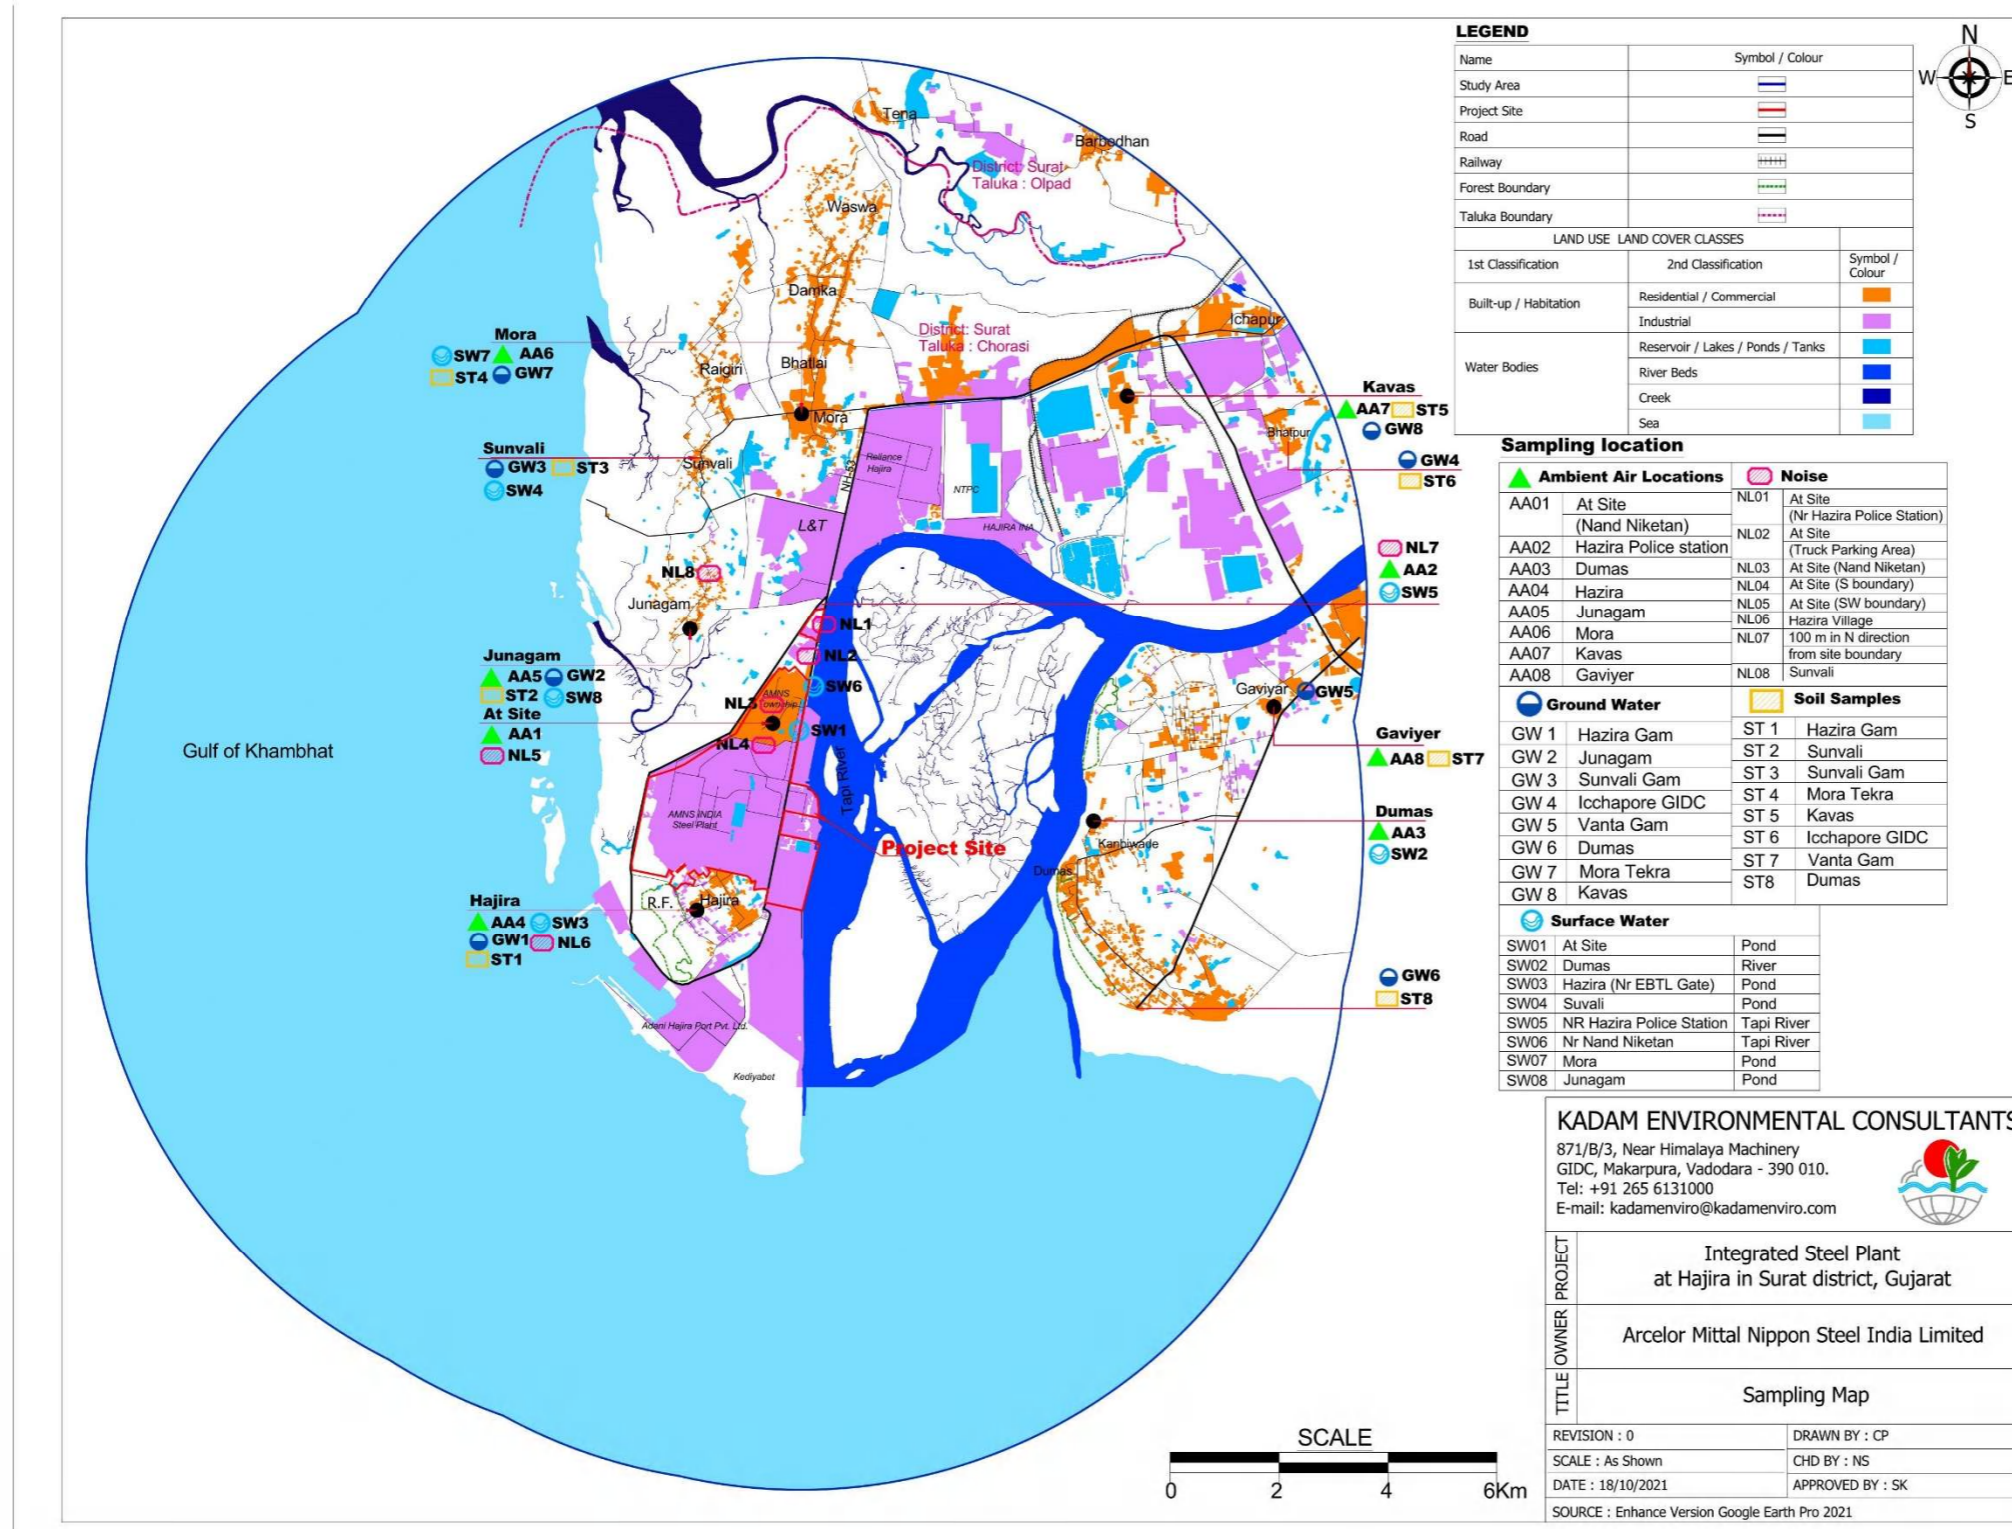 Tena
Barbodhan
District: Surat
Taluka : Olpad
Waswa
Damka
District: Surat
Taluka : Chorasi
Ichapur
Mora
SW7 AA6
ST4 GW7
Rajgiri
Bhatlai
Mora
Kavas
AA7 ST5
GW8
Bhatpur
Sunvali
GW3 ST3
SW4
Sunvali
NH-53
Reliance
Hajira
NTPC
GW4
ST6
L&T
HAJIRA INA
NL7
AA2
SW5
NL8
Junagam
NL1
NL2
Junagam
AA5 GW2
ST2 SW8
At Site
AA1
NL5
NL3
AMNS
SW6
NL4
SW1
Gaviyar
GW5
Gulf of Khambhat
Tapi River
Gaviyer
AA8 ST7
AMNS INDIA
Steel Plant
Project Site
Dumas
AA3
SW2
Kanbiwade
Dumas
Hajira
AA4 SW3
GW1 NL6
ST1
R.F.
Hajira
GW6
ST8
Adani Hajira Port Pvt. Ltd.
Kediyabet
SCALE
0 2 4 6Km
LEGEND
Name Symbol / Colour
Study Area
Project Site
Road
Railway
Forest Boundary
Taluka Boundary
LAND USE LAND COVER CLASSES
1st Classification 2nd Classification Symbol /
Colour
Built-up / Habitation
Residential / Commercial
Industrial
Water Bodies
Reservoir / Lakes / Ponds / Tanks
River Beds
Creek
Sea
N
W E
S
Sampling location
Ambient Air Locations
AA01 At Site
(Nand Niketan)
AA02 Hazira Police station
AA03 Dumas
AA04 Hazira
AA05 Junagam
AA06 Mora
AA07 Kavas
AA08 Gaviyer
Noise
NL01 At Site
(Nr Hazira Police Station)
NL02 At Site
(Truck Parking Area)
NL03 At Site (Nand Niketan)
NL04 At Site (S boundary)
NL05 At Site (SW boundary)
NL06 Hazira Village
NL07 100 m in N direction
from site boundary
NL08 Sunvali
Ground Water
GW 1 Hazira Gam
GW 2 Junagam
GW 3 Sunvali Gam
GW 4 Icchapore GIDC
GW 5 Vanta Gam
GW 6 Dumas
GW 7 Mora Tekra
GW 8 Kavas
Soil Samples
ST 1 Hazira Gam
ST 2 Sunvali
ST 3 Sunvali Gam
ST 4 Mora Tekra
ST 5 Kavas
ST 6 Icchapore GIDC
ST 7 Vanta Gam
ST8 Dumas
Surface Water
SW01 At Site Pond
SW02 Dumas River
SW03 Hazira (Nr EBTL Gate) Pond
SW04 Suvali Pond
SW05 NR Hazira Police Station Tapi River
SW06 Nr Nand Niketan Tapi River
SW07 Mora Pond
SW08 Junagam Pond
KADAM ENVIRONMENTAL CONSULTANTS
871/B/3, Near Himalaya Machinery
GIDC, Makarpura, Vadodara - 390 010.
Tel: +91 265 6131000
E-mail: kadamenviro@kadamenviro.com
PROJECT
Integrated Steel Plant
at Hajira in Surat district, Gujarat
OWNER
Arcelor Mittal Nippon Steel India Limited
TITLE
Sampling Map
REVISION : 0 DRAWN BY : CP
SCALE : As Shown CHD BY : NS
DATE : 18/10/2021 APPROVED BY : SK
SOURCE : Enhance Version Google Earth Pro 2021